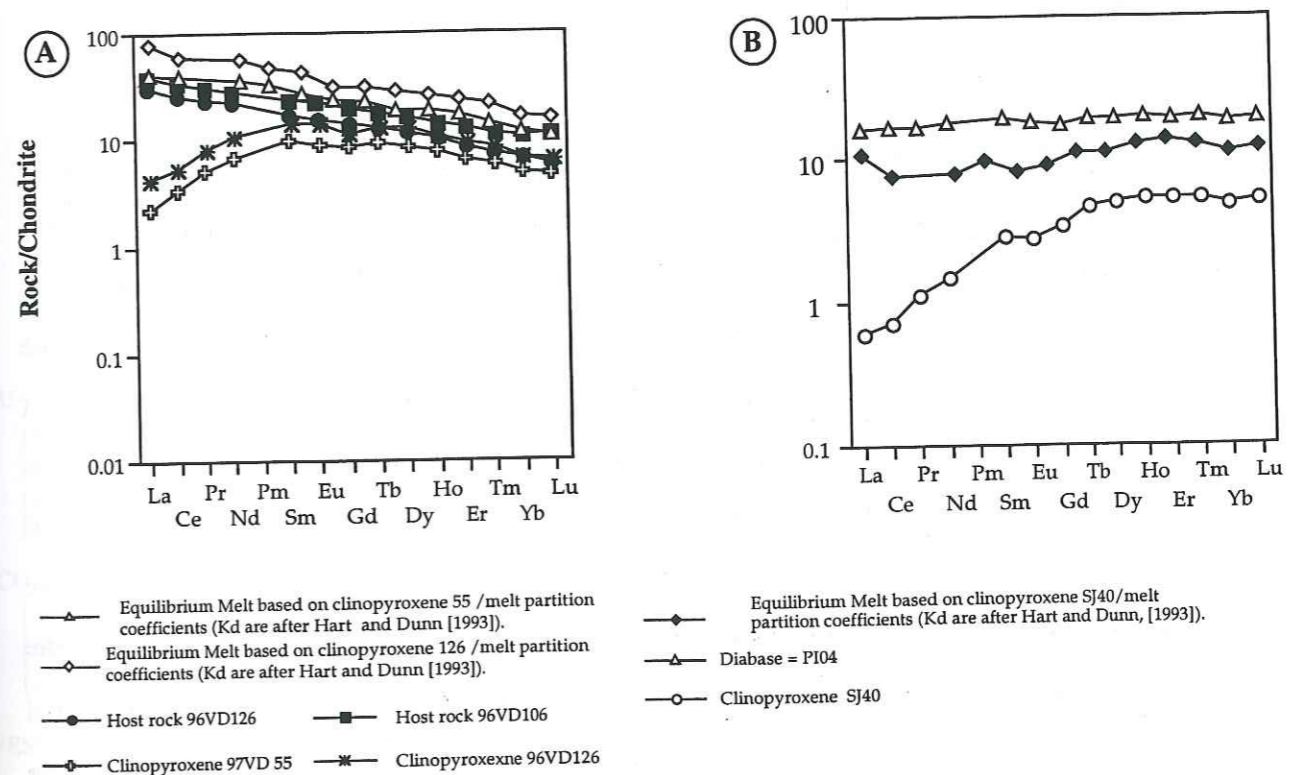 A
100
10
1
0.1
0.01
Rock/Chondrite
La Pr Pm Eu Tb Ho Tm Lu
Ce Nd Sm Gd Dy Er Yb
Equilibrium Melt based on clinopyroxene 55 /melt partition
coefficients (Kd are after Hart and Dunn [1993]).
Equilibrium Melt based on clinopyroxene 126 /melt partition
coefficients (Kd are after Hart and Dunn [1993]).
Host rock 96VD126 Host rock 96VD106
Clinopyroxene 97VD 55 Clinopyroxexne 96VD126
B
100
10
1
0.1
La Pr Pm Eu Tb Ho Tm Lu
Ce Nd Sm Gd Dy Er Yb
Equilibrium Melt based on clinopyroxene SJ40/melt
partition coefficients (Kd are after Hart and Dunn, [1993]).
Diabase = PI04
Clinopyroxene SJ40